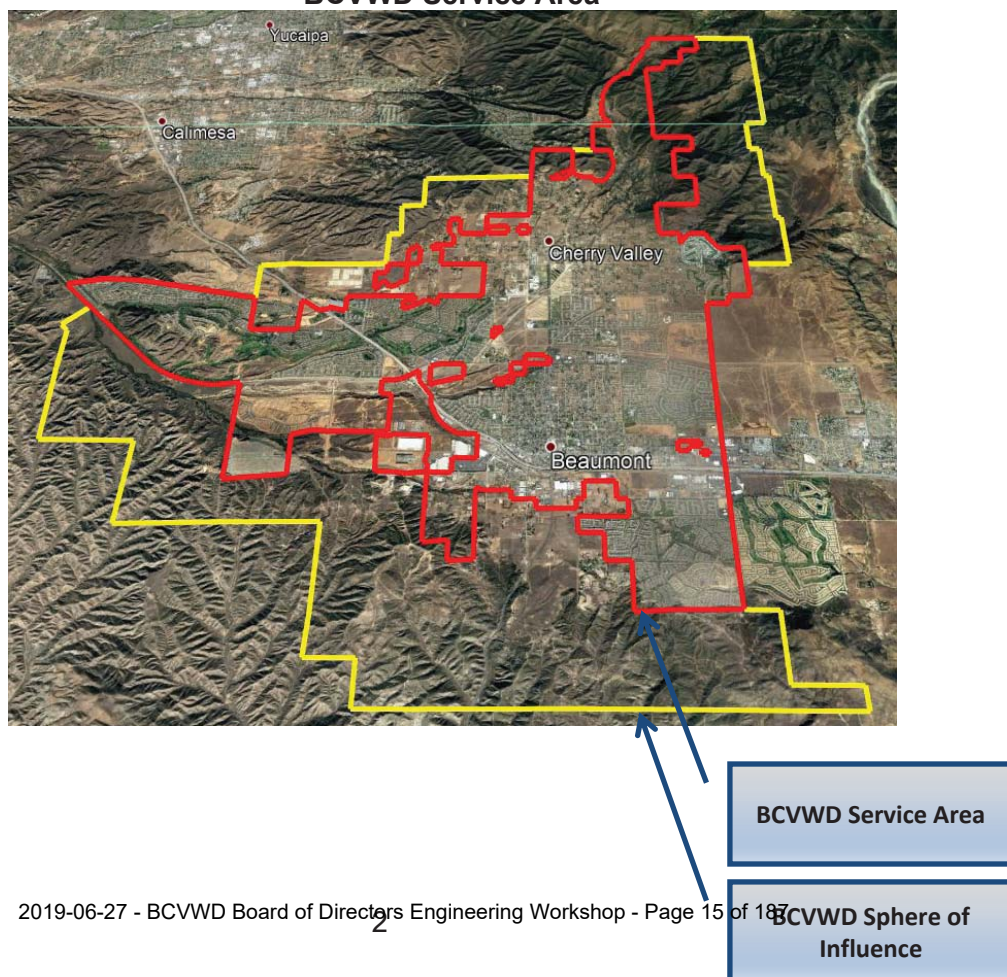 BCVWD Service Area
Yucaipa
Calimesa
Cherry Valley
Beaumont
BCVWD Service Area
2019-06-27 - BCVWD Board of Directors Engineering Workshop - Page 15 of 187
2
BCVWD Sphere of
Influence